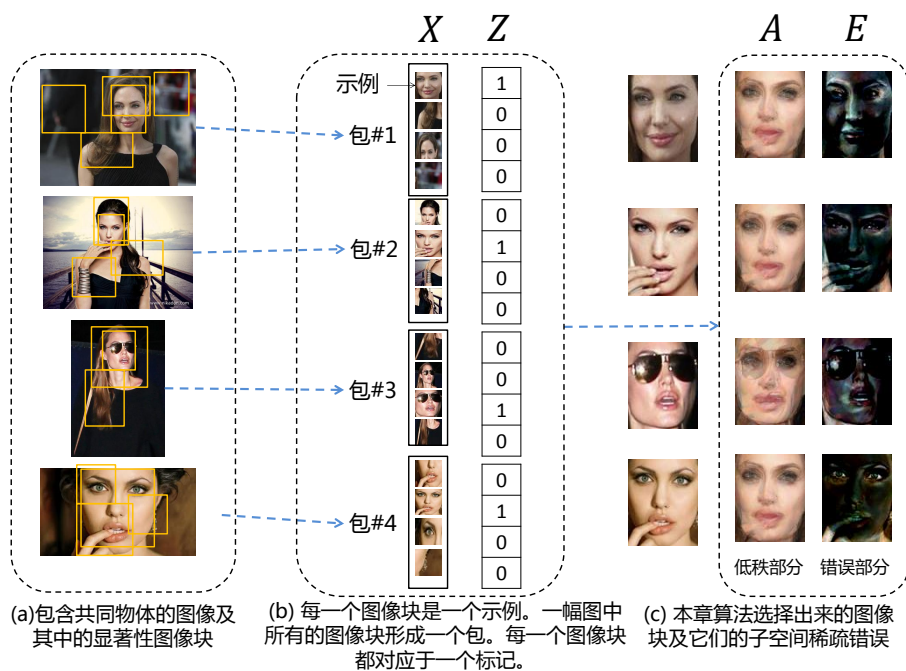 X Z
A E
示例
包#1
1
0
0
0
包#2
0
1
0
0
包#3
0
0
1
0
包#4
0
1
0
0
低秩部分 错误部分
(a)包含共同物体的图像及
其中的显著性图像块
(b) 每一个图像块是一个示例。一幅图中
所有的图像块形成一个包。每一个图像块
都对应于一个标记。
(c) 本章算法选择出来的图像
块及它们的子空间稀疏错误